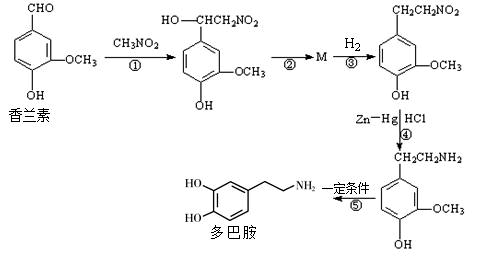 CHO
OCH₃
OH
香兰素
CH₃NO₂
①
HO
CH₂NO₂
OCH₃
OH
②
M
H₂
③
CH₂CH₂NO₂
OCH₃
OH
Zn—Hg HCl
④
CH₂CH₂NH₂
OCH₃
OH
一定条件
⑤
HO
HO
NH₂
多巴胺